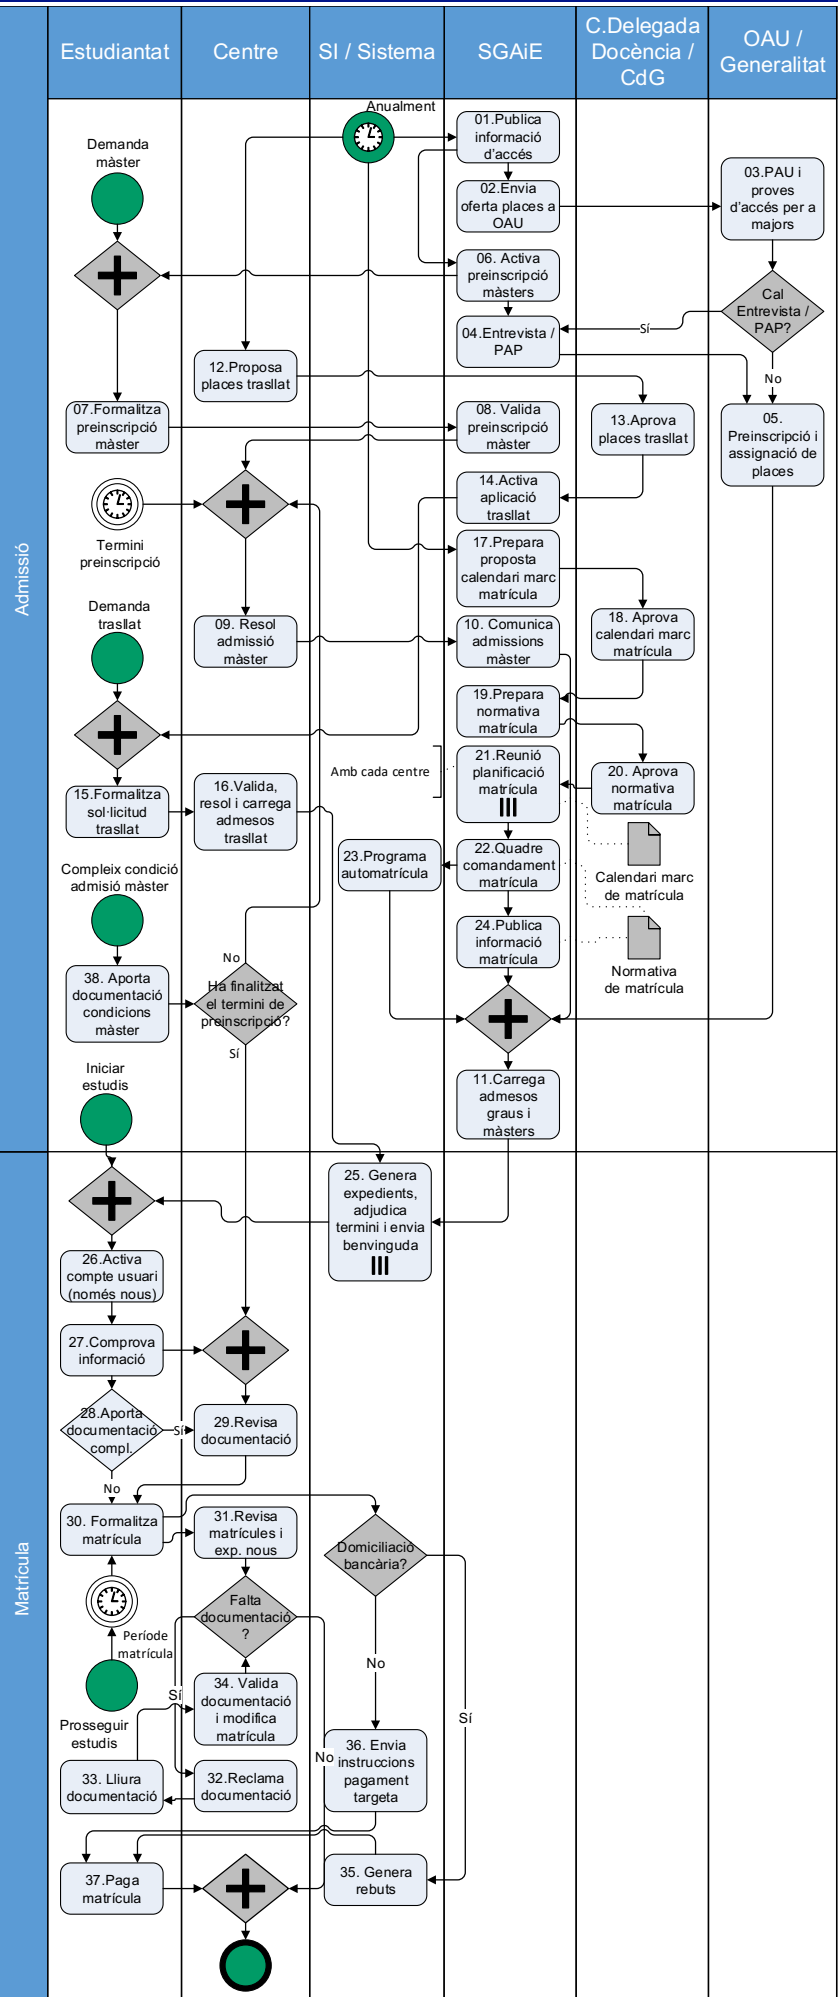 Estudiantat
Centre
SI / Sistema
SGAiE
C.Delegada
Docència /
CdG
OAU /
Generalitat
Admissió
Anualment
Demanda
màster
01.Publica
informació
d'accés
02.Envia
oferta places a
OAU
03.PAU i
proves
d'accés per a
majors
06. Activa
preinscripció
màsters
Cal
Entrevista /
PAP?
Sí
No
04.Entrevista /
PAP
12.Proposa
places trasllat
07.Formalitza
preinscripció
màster
08. Valida
preinscripció
màster
13.Aprova
places trasllat
05.
Preinscripció i
assignació de
places
14.Activa
aplicació
trasllat
Termini
preinscripció
17.Prepara
proposta
calendari marc
matrícula
Demanda
trasllat
09. Resol
admissió
màster
10. Comunica
admissions
màster
18. Aprova
calendari marc
matrícula
19.Prepara
normativa
matrícula
Amb cada centre
21.Reunió
planificació
matrícula
20. Aprova
normativa
matrícula
15.Formalitza
sol·licitud
trasllat
16.Valida,
resol i carrega
admesos
trasllat
23.Programa
automatrícula
22.Quadre
comandament
matrícula
Calendari marc
de matrícula
Compleix condició
admisió màster
24.Publica
informació
matrícula
Normativa
de matrícula
38. Aporta
documentació
condicions
màster
No
Ha finalitzat
el termini de
preinscripció?
Sí
Iniciar
estudis
11.Carrega
admesos
graus i
màsters
Matrícula
25. Genera
expedients,
adjudica
termini i envia
benvinguda
26.Activa
compte usuari
(només nous)
27.Comprova
informació
28.Aporta
documentació
compl.
Sí
No
29.Revisa
documentació
30. Formalitza
matrícula
31.Revisa
matrícules i
exp. nous
Domiciliació
bancària?
Falta
documentació
?
Període
matrícula
No
Sí
Sí
34. Valida
documentació
i modifica
matrícula
Prosseguir
estudis
No
36. Envia
instruccions
pagament
targeta
33. Lliura
documentació
32.Reclama
documentació
37.Paga
matrícula
35. Genera
rebuts